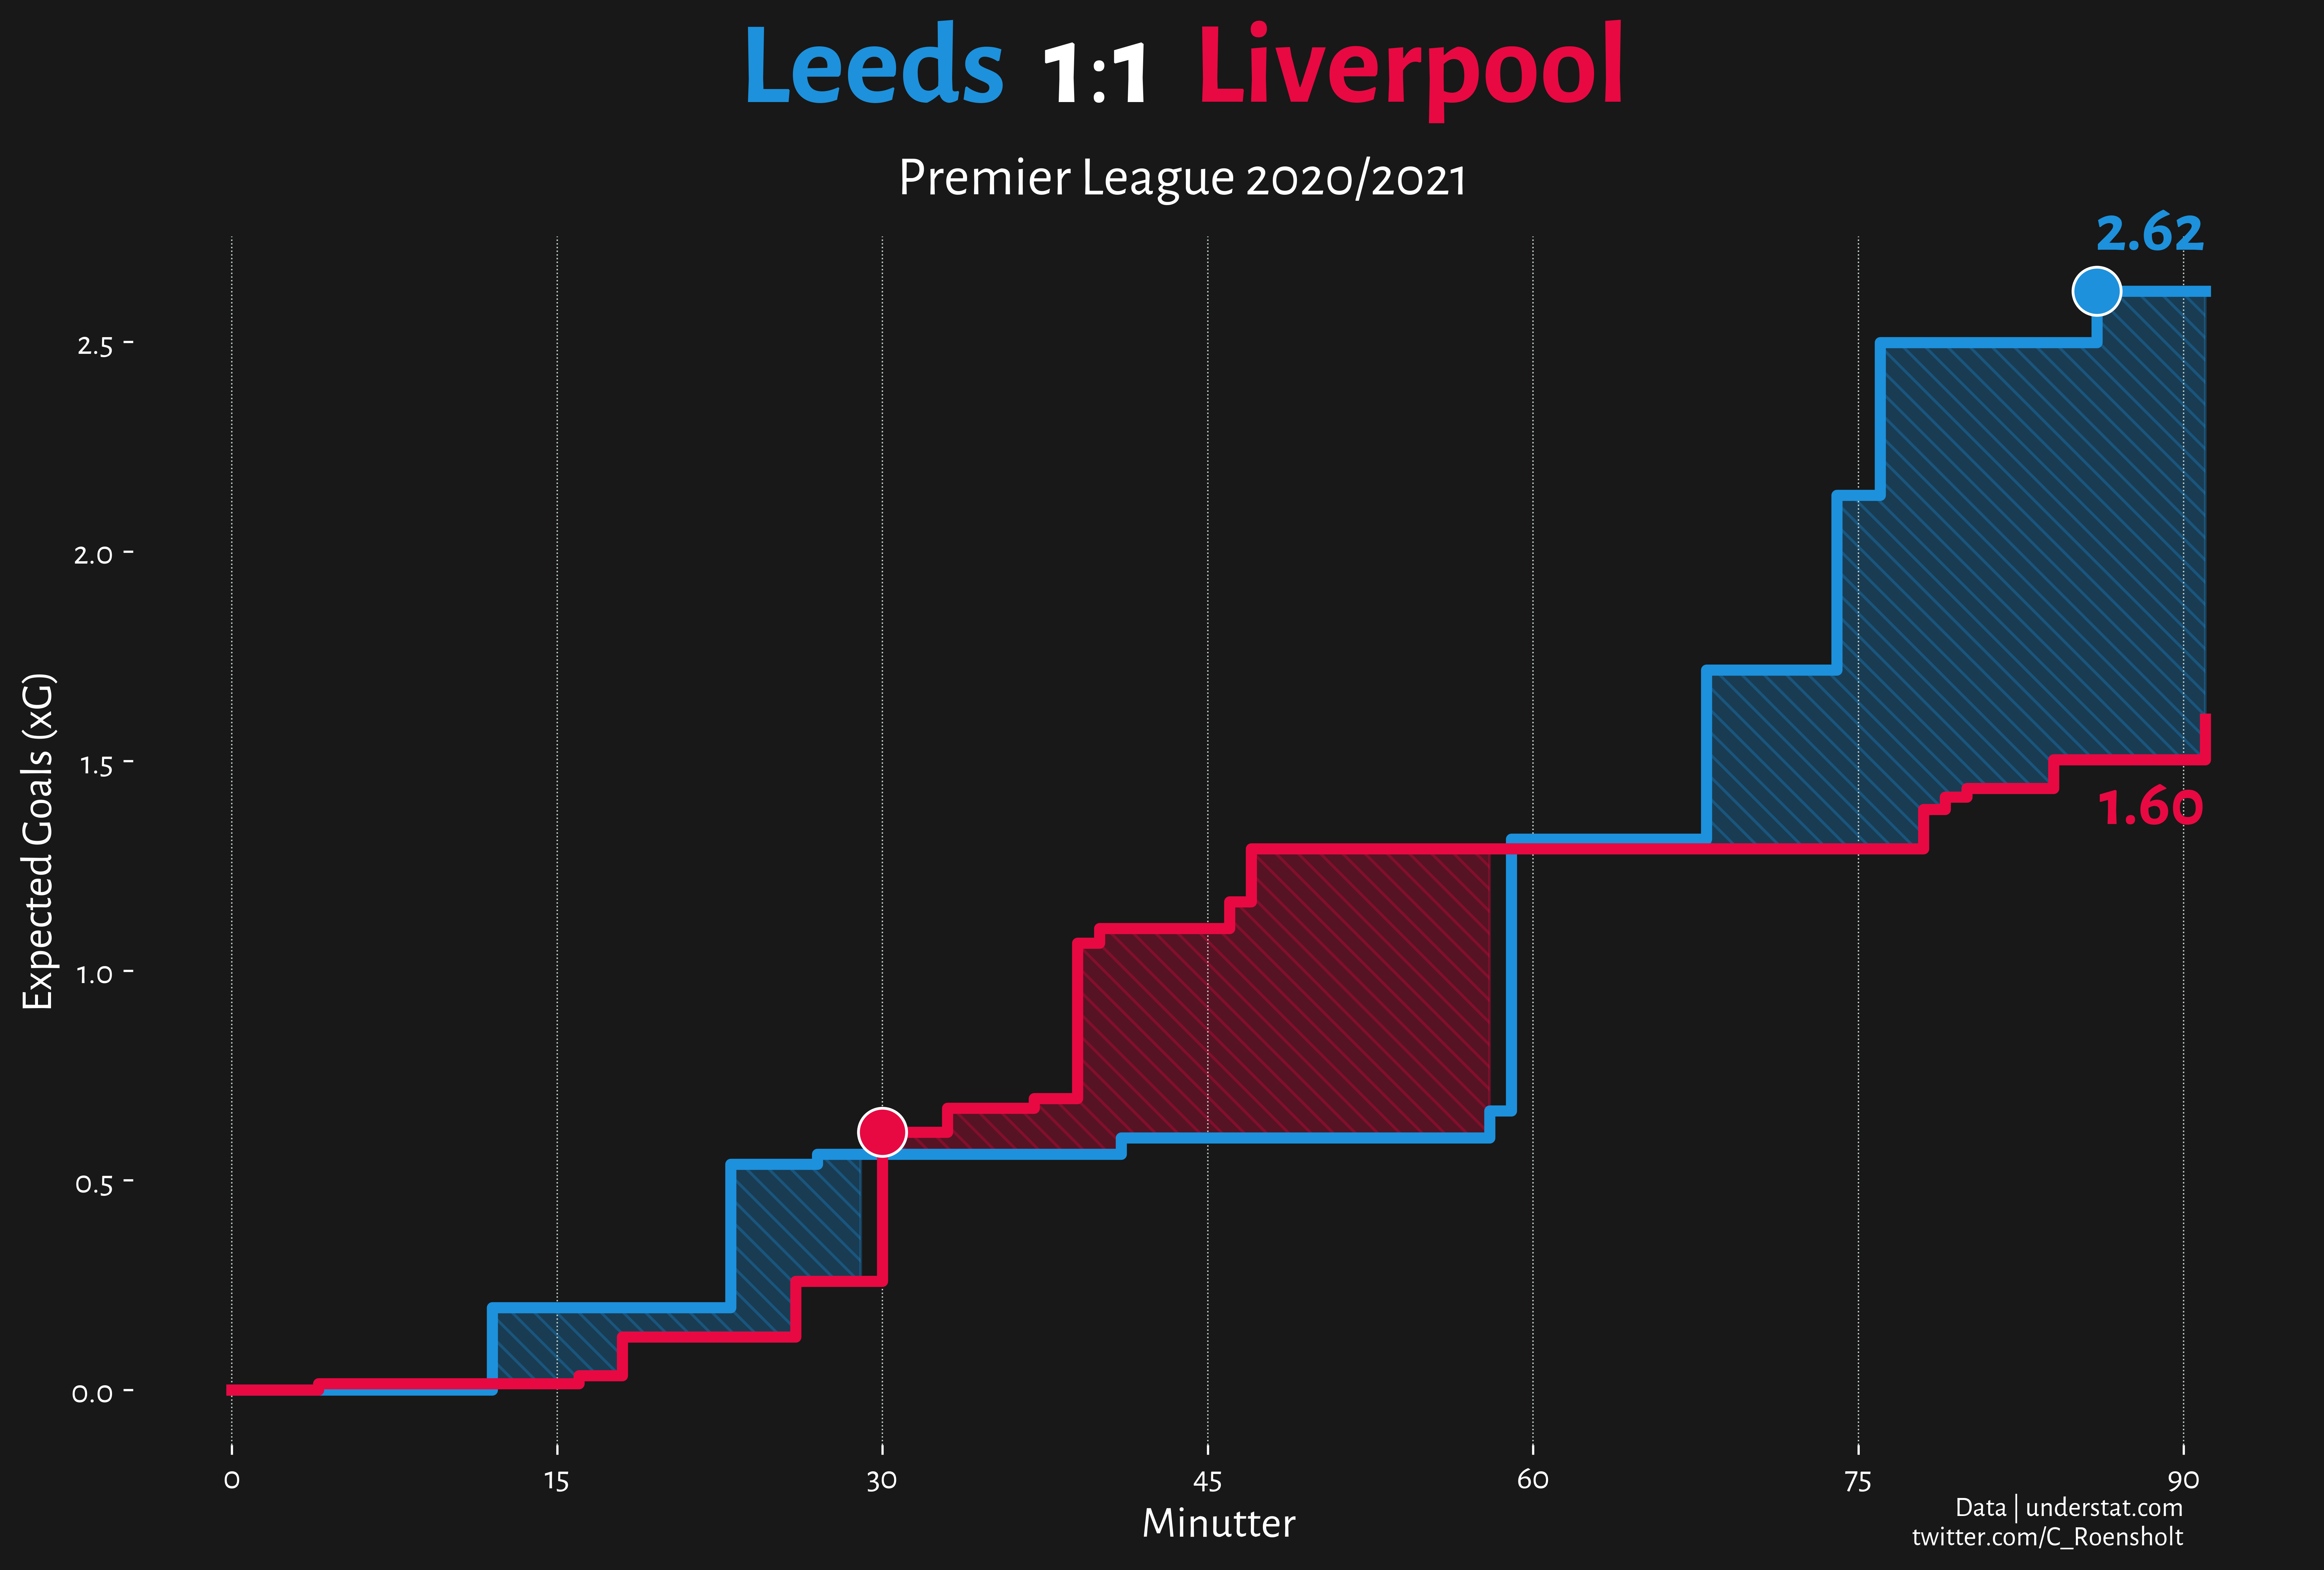 Leeds 1:1 Liverpool
Premier League 2020/2021
2.62
2.5
2.0
1.5
1.0
0.5
0.0
Expected Goals (xG)
1.60
0 15 30 45 60 75 90
Minutter
Data | understat.com
twitter.com/C_Roensholt